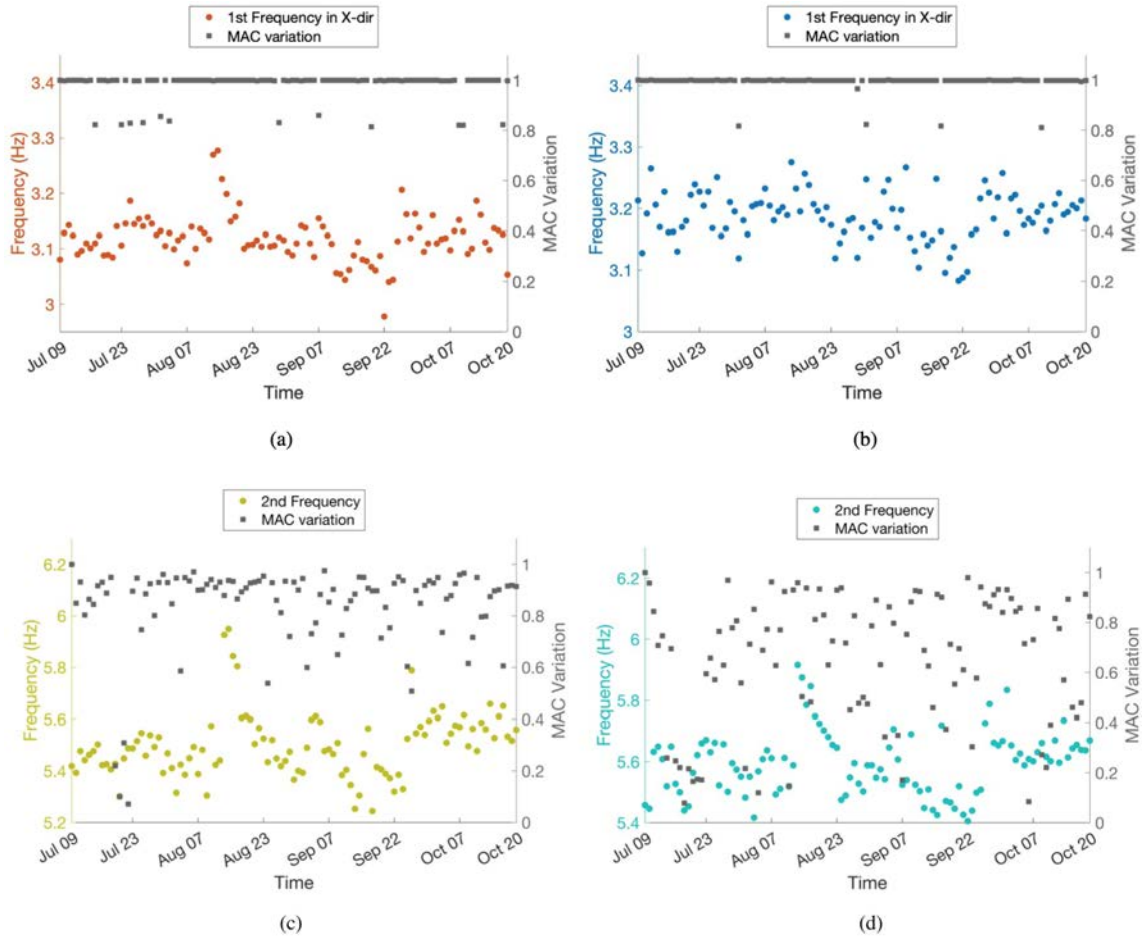 1st Frequency in X-dir
MAC variation
3.4
3.3
3.2
3.1
3
Frequency (Hz)
1
0.8
0.6
0.4
0.2
0
MAC Variation
Jul 09
Jul 23
Aug 07
Aug 23
Sep 07
Sep 22
Oct 07
Oct 20
Time
(a)
1st Frequency in X-dir
MAC variation
3.4
3.3
3.2
3.1
3
Frequency (Hz)
1
0.8
0.6
0.4
0.2
0
MAC Variation
Jul 09
Jul 23
Aug 07
Aug 23
Sep 07
Sep 22
Oct 07
Oct 20
Time
(b)
2nd Frequency
MAC variation
6.2
6
5.8
5.6
5.4
5.2
Frequency (Hz)
1
0.8
0.6
0.4
0.2
0
MAC Variation
Jul 09
Jul 23
Aug 07
Aug 23
Sep 07
Sep 22
Oct 07
Oct 20
Time
(c)
2nd Frequency
MAC variation
6.2
6
5.8
5.6
5.4
Frequency (Hz)
1
0.8
0.6
0.4
0.2
0
MAC Variation
Jul 09
Jul 23
Aug 07
Aug 23
Sep 07
Sep 22
Oct 07
Oct 20
Time
(d)